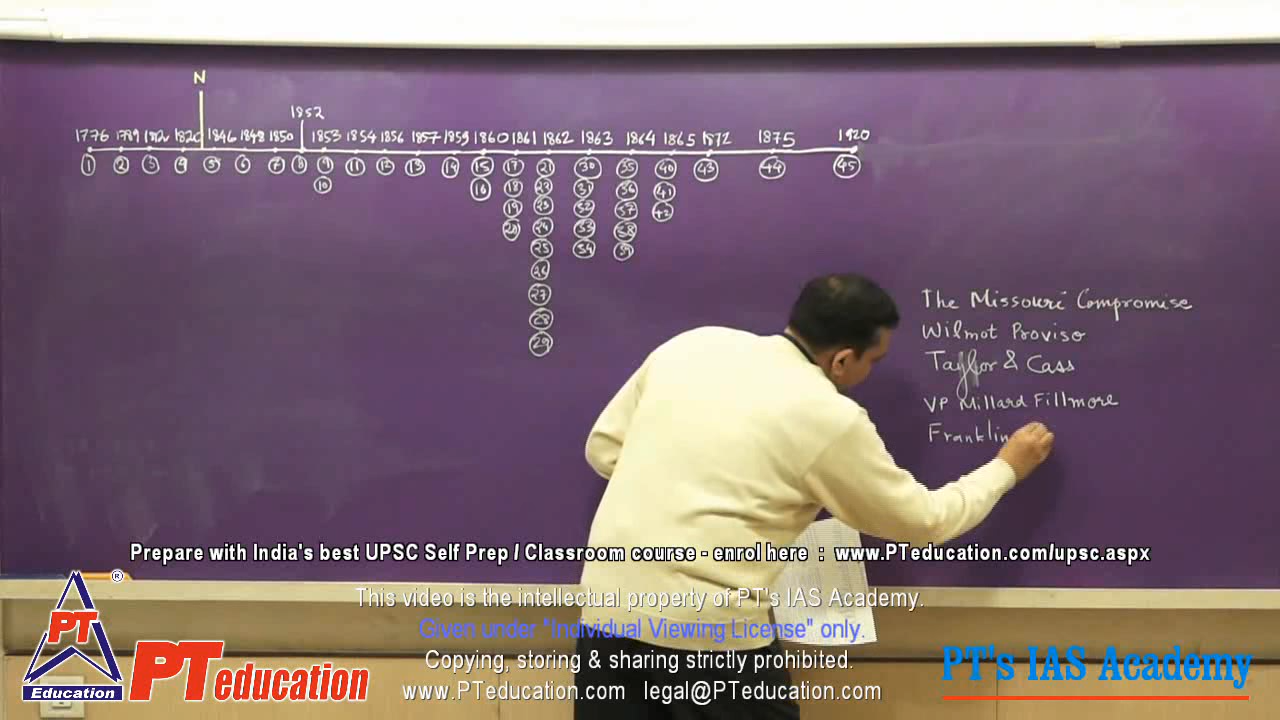 N
1852
1776 1789 1820 1820 1846 1848 1850 1853 1854 1856 1857 1859 1860 1861 1862 1863 1864 1865 1872 1875 1920
1 2 3 4 5 6 7 8 9 11 12 13 14 15 17 21 30 35 40 43 44 45
10 16 18 22 31 36 41
19 23 32 37 42
20 24 33 38
25 34 39
26
27
28
29
The Missouri Compromise
Wilmot Proviso
Taylor & Cass
VP Millard Fillmore
Franklin
Prepare with India's best UPSC Self Prep / Classroom course - enrol here : www.PTeducation.com/upsc.aspx
This video is the intellectual property of PT's IAS Academy.
Given under "Individual Viewing License" only.
Copying, storing & sharing strictly prohibited.
www.PTeducation.com legal@PTeducation.com
PT ®
Education
PT education
PT's IAS Academy